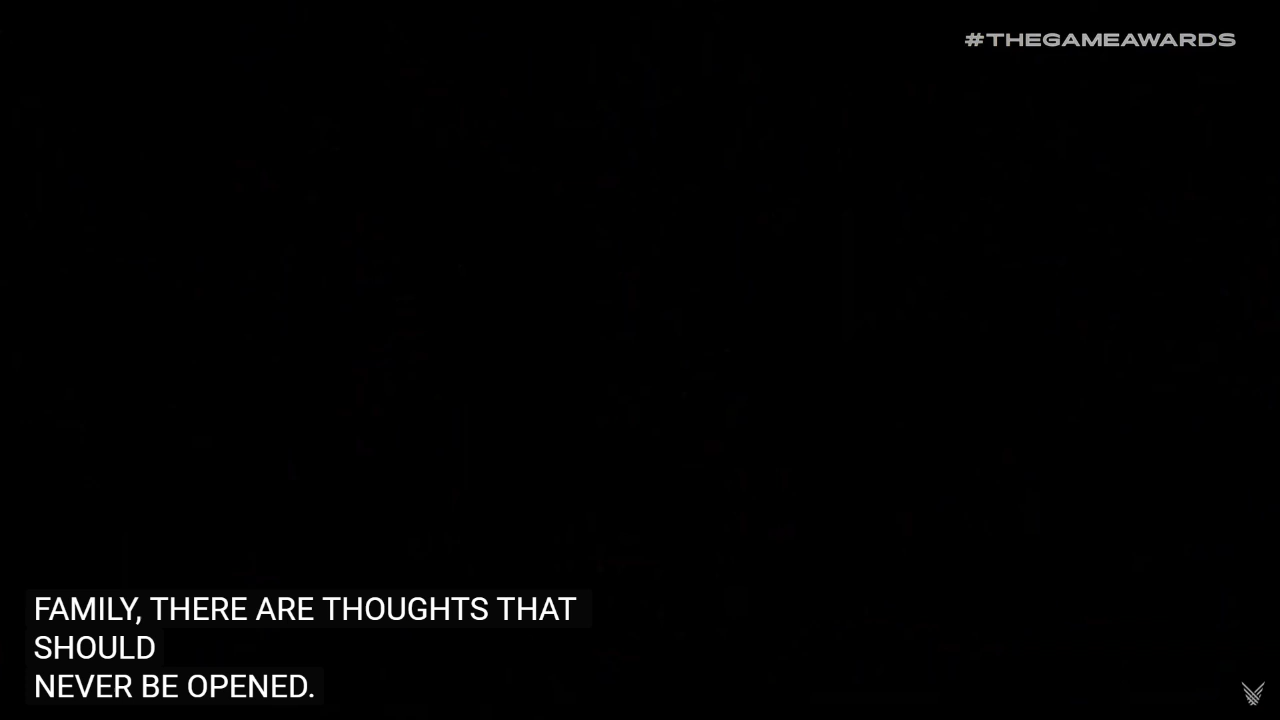 #THEGAMEAWARDS
FAMILY, THERE ARE THOUGHTS THAT
SHOULD
NEVER BE OPENED.